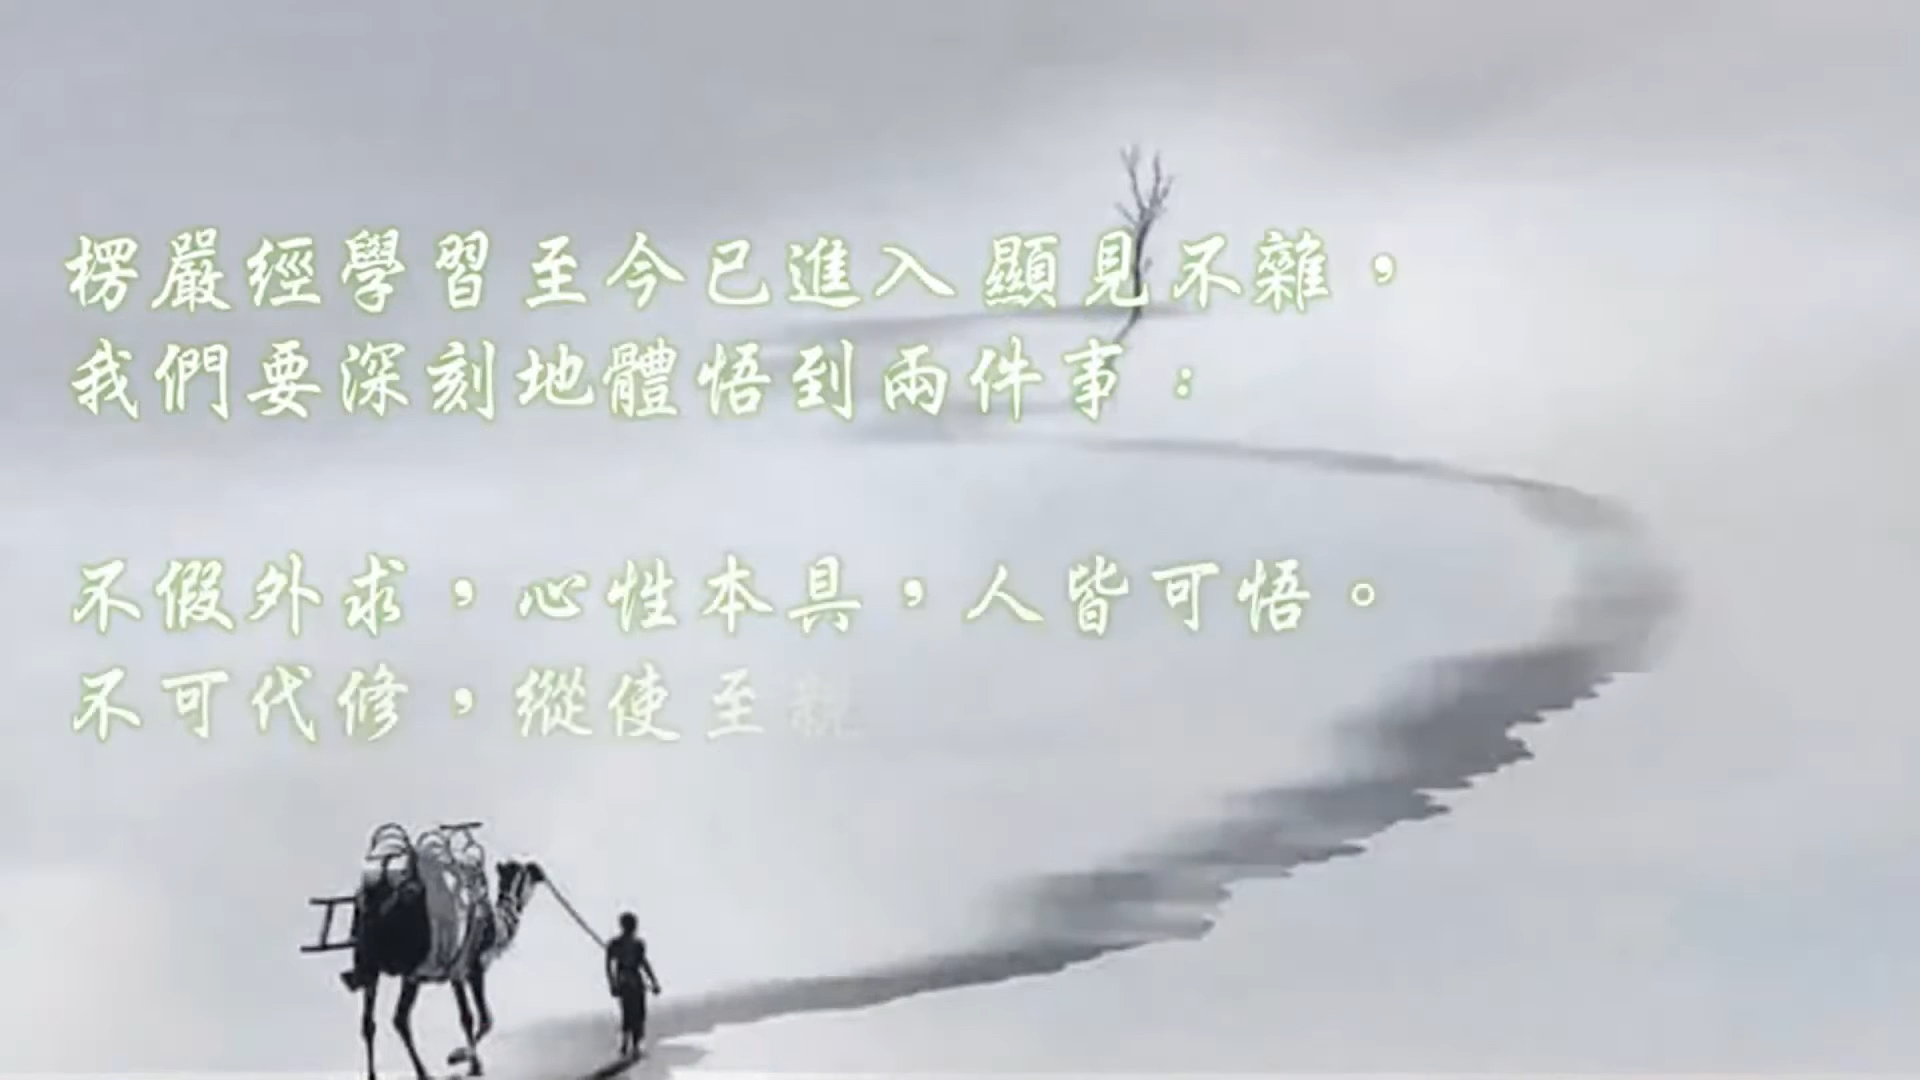 楞嚴經學習至今已進入 顯見不雜，
我們要深刻地體悟到兩件事：
不假外求，心性本具，人皆可悟。
不可代修，縱使至親